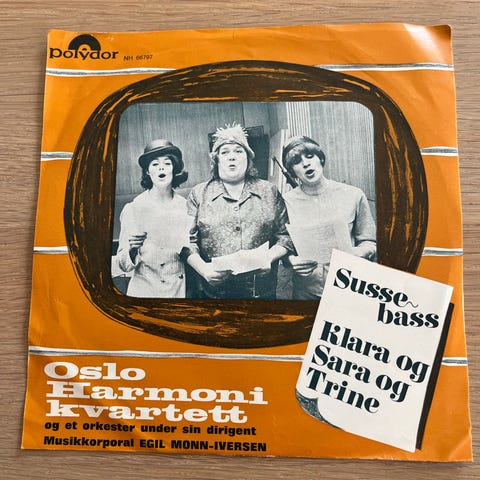 polydor
NH 66797
Susse-
bass
Klara og
Sara og
Trine
Oslo
Harmoni
kvartett
og et orkester under sin dirigent
Musikkorporal EGIL MONN-IVERSEN